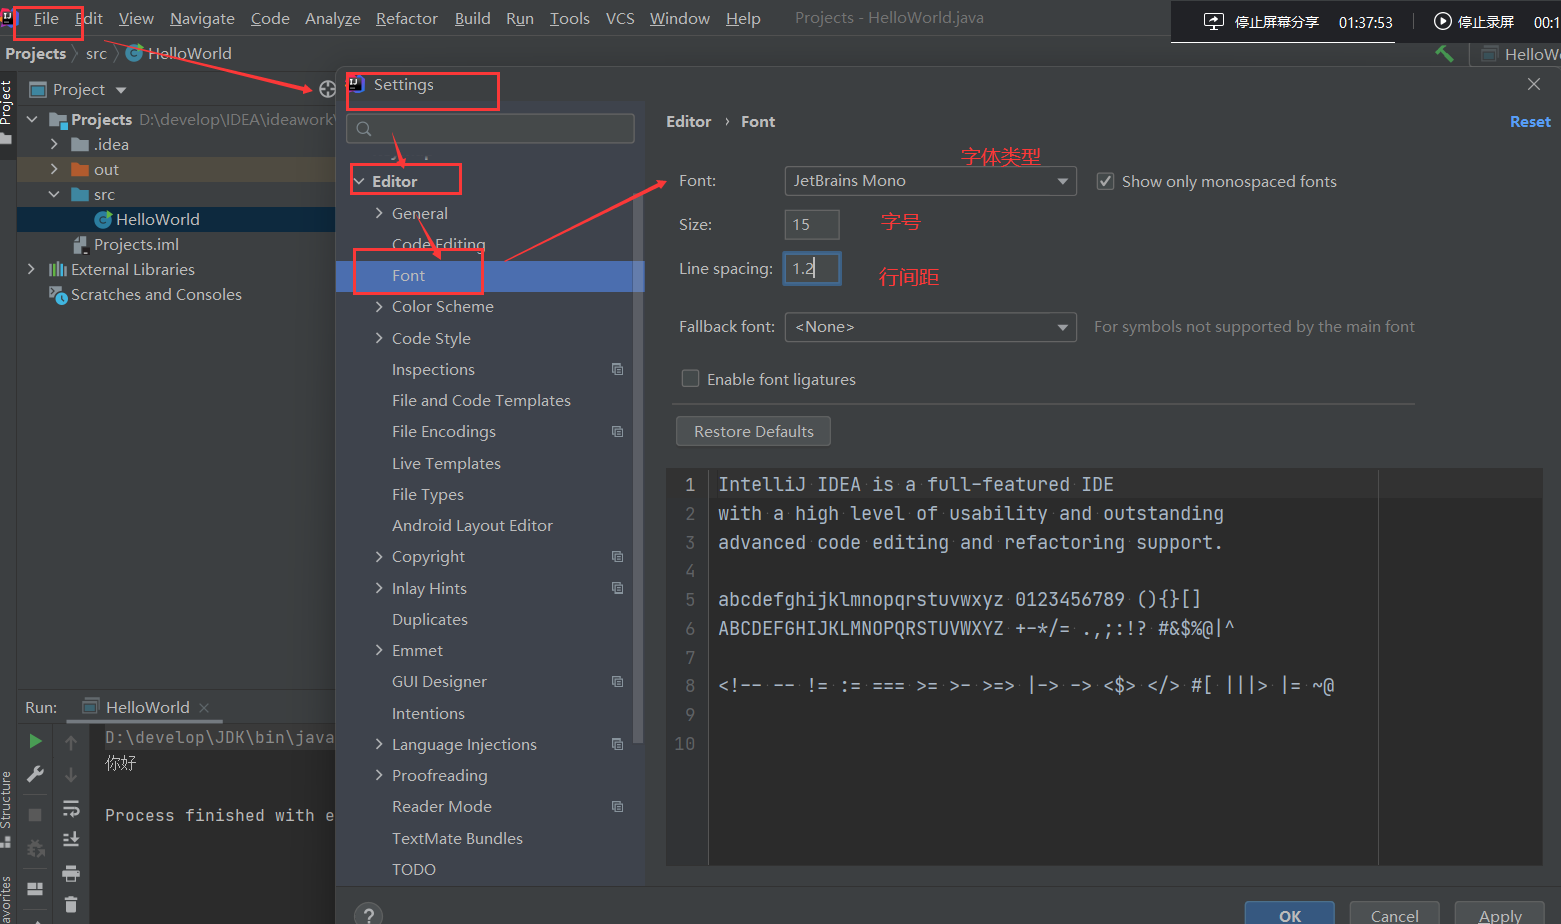 File Edit View Navigate Code Analyze Refactor Build Run Tools VCS Window Help Projects - HelloWorld.java
停止屏幕分享 01:37:53 停止录屏 00:1
Projects src HelloWorld
HelloWo
Project
Project
Projects D:\develop\IDEA\ideawork\
.idea
out
src
HelloWorld
Projects.iml
External Libraries
Scratches and Consoles
Settings
Editor
General
Code Editing
Font
Color Scheme
Code Style
Inspections
File and Code Templates
File Encodings
Live Templates
File Types
Android Layout Editor
Copyright
Inlay Hints
Duplicates
Emmet
GUI Designer
Intentions
Language Injections
Proofreading
Reader Mode
TextMate Bundles
TODO
Editor › Font
Reset
字体类型
Font: JetBrains Mono Show only monospaced fonts
Size: 15 字号
Line spacing: 1.2 行间距
Fallback font: <None> For symbols not supported by the main font
Enable font ligatures
Restore Defaults
1 IntelliJ IDEA is a full-featured IDE
2 with a high level of usability and outstanding
3 advanced code editing and refactoring support.
4
5 abcdefghijklmnopqrstuvwxyz 0123456789 (){}[]
6 ABCDEFGHIJKLMNOPQRSTUVWXYZ +-*/= .,;:!? #&$%@|^
7
8 <!-- -- != := === >= >- >=> |-> -> <$> </> #[ |||> |= ~@
9
10
Run: HelloWorld
D:\develop\JDK\bin\java
你好
Process finished with e
Structure
avorites
?
OK Cancel Apply